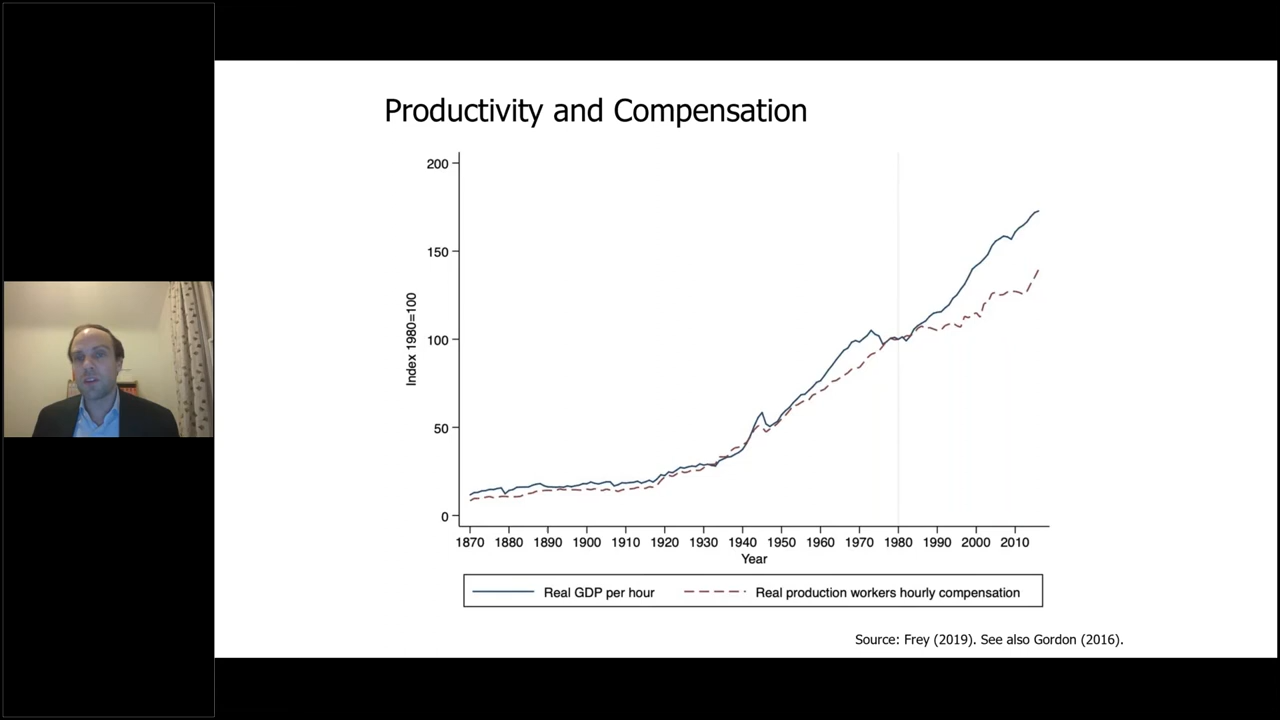 Productivity and Compensation
200
150
100
50
0
Index 1980=100
1870 1880 1890 1900 1910 1920 1930 1940 1950 1960 1970 1980 1990 2000 2010
Year
Real GDP per hour
Real production workers hourly compensation
Source: Frey (2019). See also Gordon (2016).